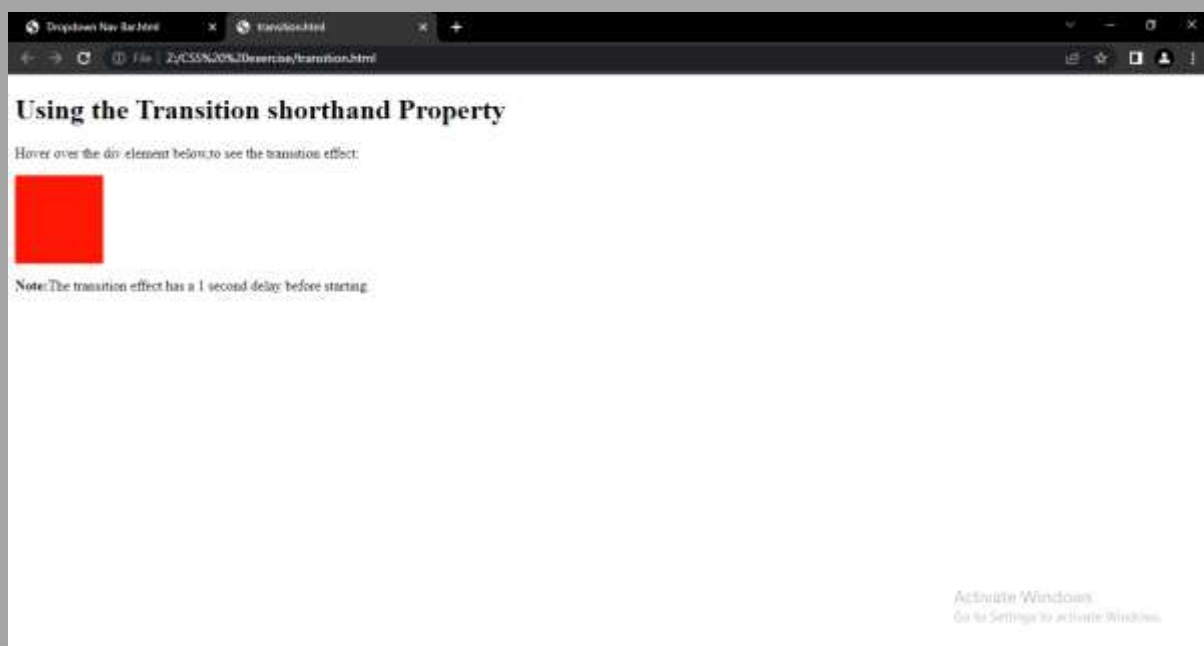 Dropdown Nav Bar.html
transition.html
File
Z:/CSS%20%20exercise/transition.html
Using the Transition shorthand Property
Hover over the div element below,to see the transition effect:
Note:The transition effect has a 1 second delay before starting.
Activate Windows
Go to Settings to activate Windows.